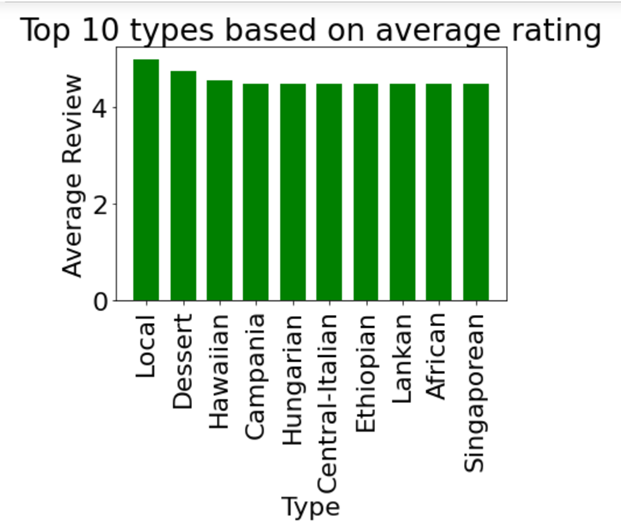 Top 10 types based on average rating
Average Review
4
2
0
Local
Dessert
Hawaiian
Campania
Hungarian
Central-Italian
Ethiopian
Lankan
African
Singaporean
Type